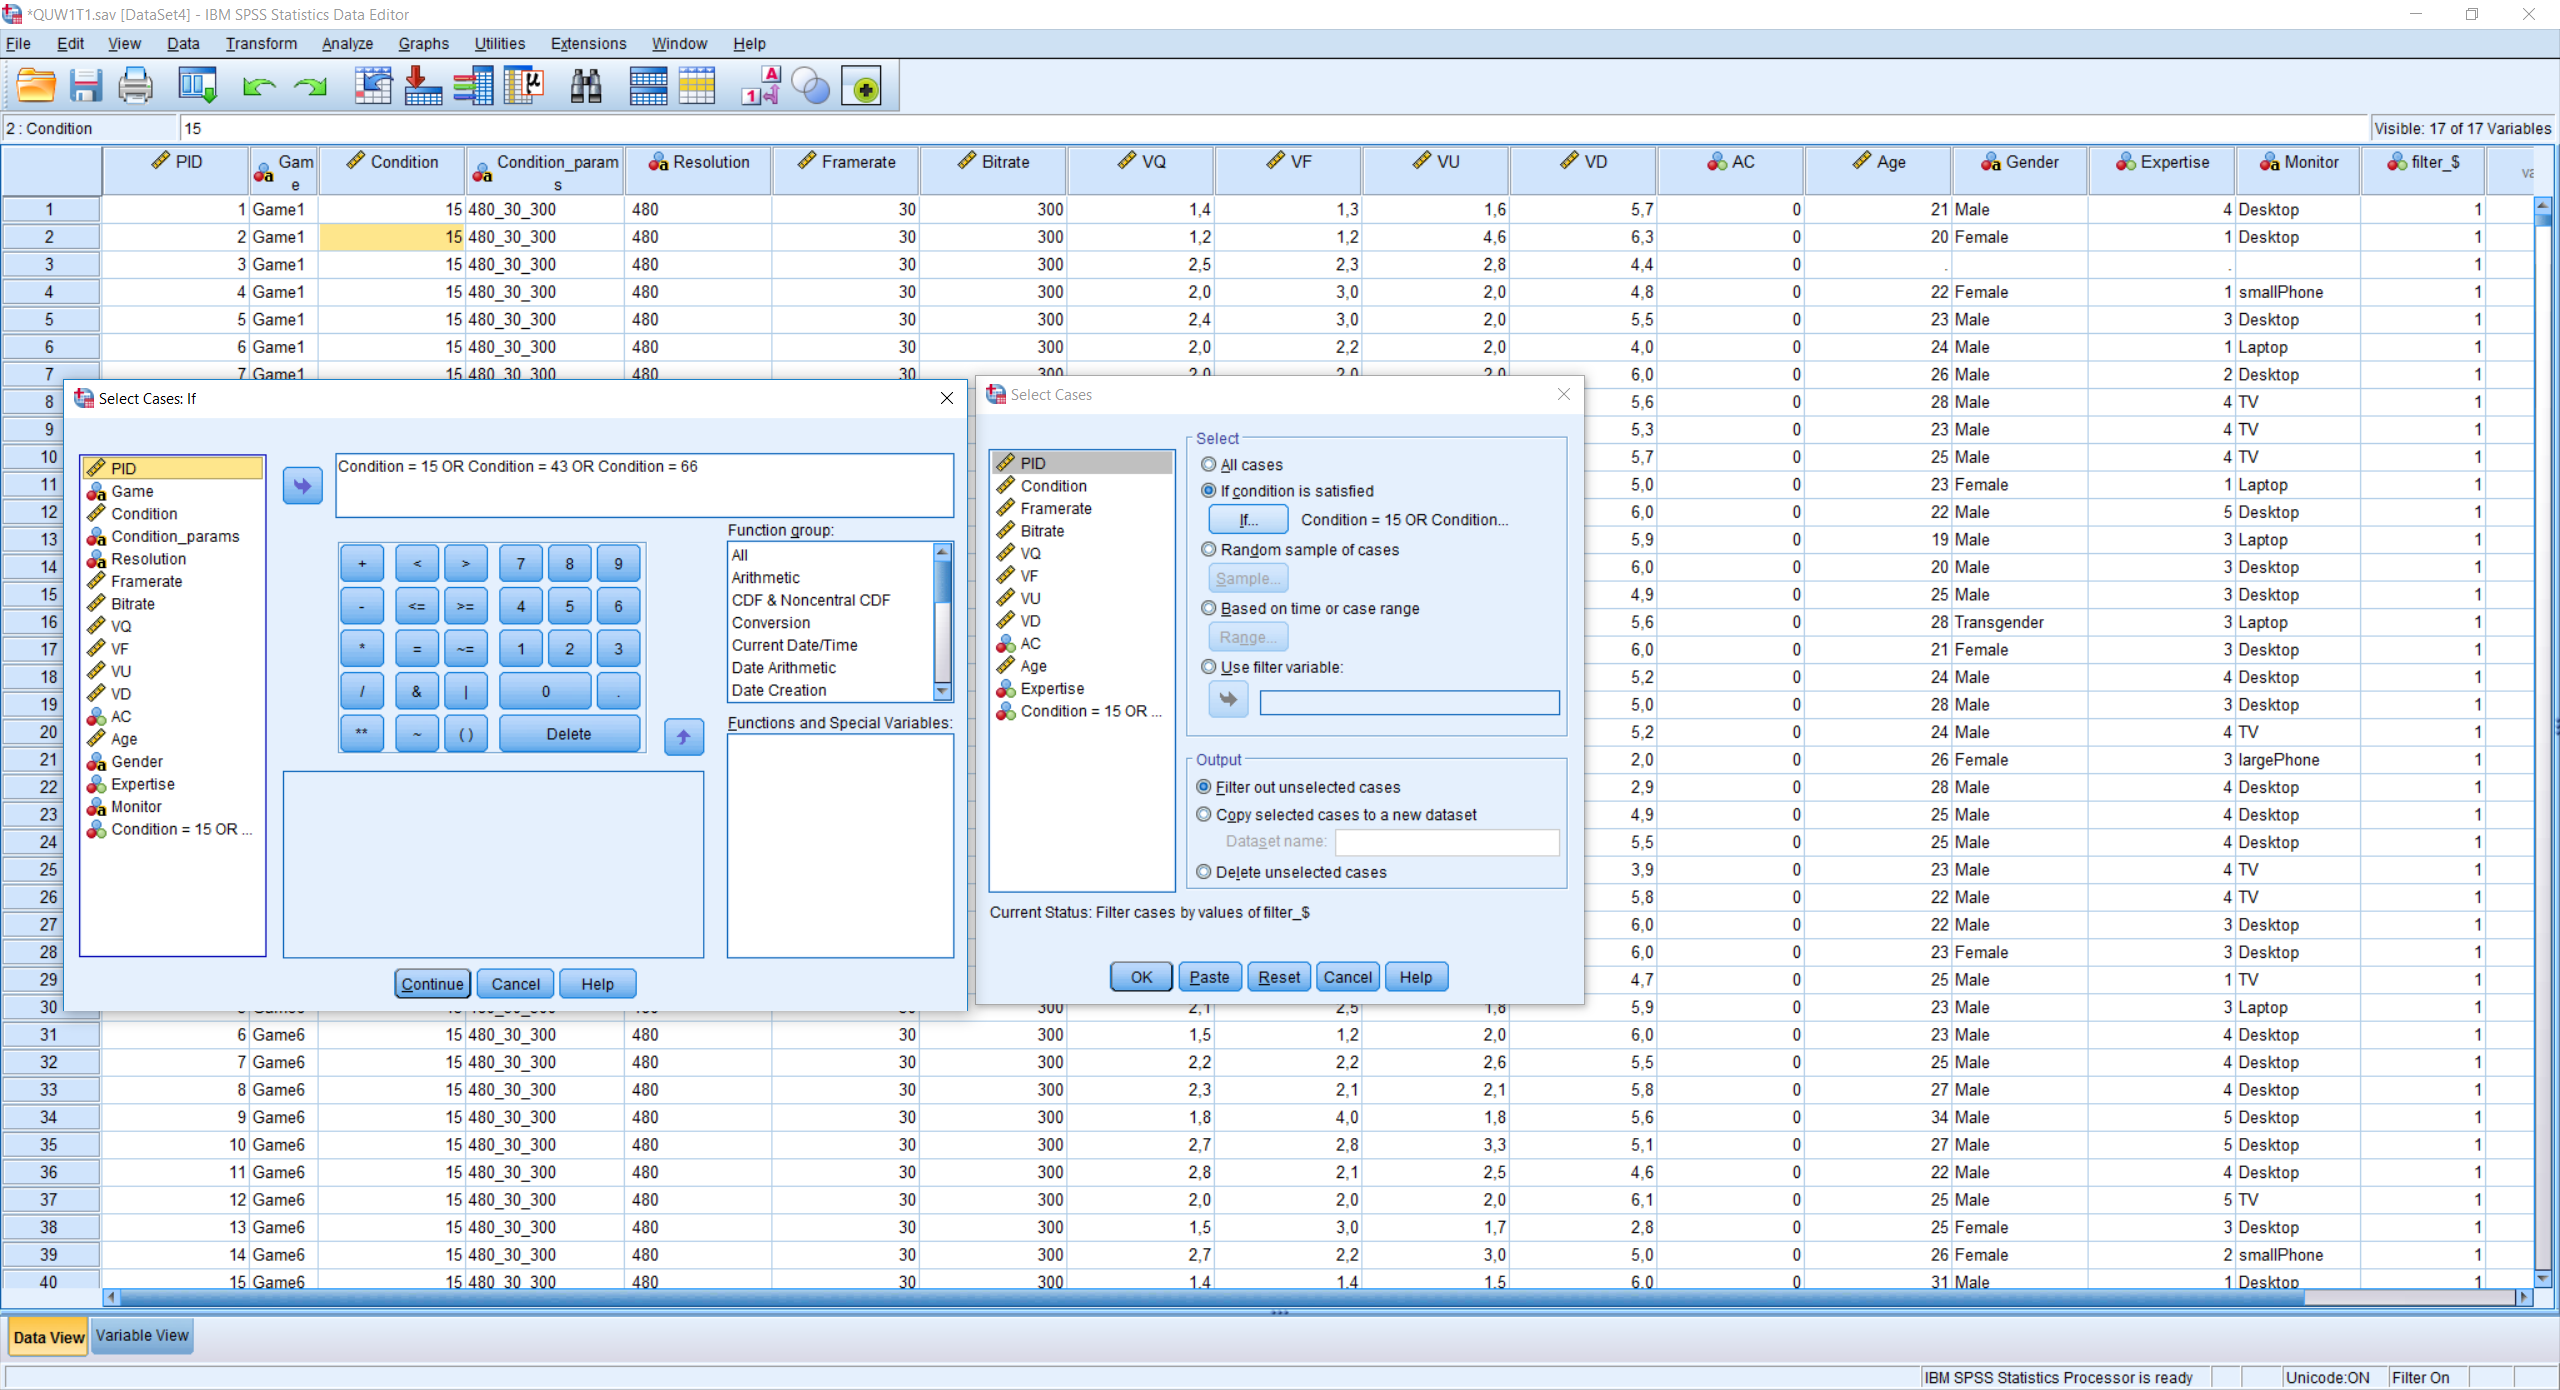 *QUW1T1.sav [DataSet4] - IBM SPSS Statistics Data Editor
File Edit View Data Transform Analyze Graphs Utilities Extensions Window Help
2 : Condition 15 Visible: 17 of 17 Variables
PID Game Condition Condition_params Resolution Framerate Bitrate VQ VF VU VD AC Age Gender Expertise Monitor filter_$
1 1 Game1 15 480_30_300 480 30 300 1,4 1,3 1,6 5,7 0 21 Male 4 Desktop 1
2 2 Game1 15 480_30_300 480 30 300 1,2 1,2 4,6 6,3 0 20 Female 1 Desktop 1
3 3 Game1 15 480_30_300 480 30 300 2,5 2,3 2,8 4,4 0 . . 1
4 4 Game1 15 480_30_300 480 30 300 2,0 3,0 2,0 4,8 0 22 Female 1 smallPhone 1
5 5 Game1 15 480_30_300 480 30 300 2,4 3,0 2,0 5,5 0 23 Male 3 Desktop 1
6 6 Game1 15 480_30_300 480 30 300 2,0 2,2 2,0 4,0 0 24 Male 1 Laptop 1
7 7 Game1 15 480_30_300 480 30 300 2,0 2,0 2,0 6,0 0 26 Male 2 Desktop 1
8 5,6 0 28 Male 4 TV 1
9 5,3 0 23 Male 4 TV 1
10 5,7 0 25 Male 4 TV 1
11 5,0 0 23 Female 1 Laptop 1
12 6,0 0 22 Male 5 Desktop 1
13 5,9 0 19 Male 3 Laptop 1
14 6,0 0 20 Male 3 Desktop 1
15 4,9 0 25 Male 3 Desktop 1
16 5,6 0 28 Transgender 3 Laptop 1
17 6,0 0 21 Female 3 Desktop 1
18 5,2 0 24 Male 4 Desktop 1
19 5,0 0 28 Male 3 Desktop 1
20 5,2 0 24 Male 4 TV 1
21 2,0 0 26 Female 3 largePhone 1
22 2,9 0 28 Male 4 Desktop 1
23 4,9 0 25 Male 4 Desktop 1
24 5,5 0 25 Male 4 Desktop 1
25 3,9 0 23 Male 4 TV 1
26 5,8 0 22 Male 4 TV 1
27 6,0 0 22 Male 3 Desktop 1
28 6,0 0 23 Female 3 Desktop 1
29 4,7 0 25 Male 1 TV 1
30 300 2,1 2,5 1,8 5,9 0 23 Male 3 Laptop 1
31 6 Game6 15 480_30_300 480 30 300 1,5 1,2 2,0 6,0 0 23 Male 4 Desktop 1
32 7 Game6 15 480_30_300 480 30 300 2,2 2,2 2,6 5,5 0 25 Male 4 Desktop 1
33 8 Game6 15 480_30_300 480 30 300 2,3 2,1 2,1 5,8 0 27 Male 4 Desktop 1
34 9 Game6 15 480_30_300 480 30 300 1,8 4,0 1,8 5,6 0 34 Male 5 Desktop 1
35 10 Game6 15 480_30_300 480 30 300 2,7 2,8 3,3 5,1 0 27 Male 5 Desktop 1
36 11 Game6 15 480_30_300 480 30 300 2,8 2,1 2,5 4,6 0 22 Male 4 Desktop 1
37 12 Game6 15 480_30_300 480 30 300 2,0 2,0 2,0 6,1 0 25 Male 5 TV 1
38 13 Game6 15 480_30_300 480 30 300 1,5 3,0 1,7 2,8 0 25 Female 3 Desktop 1
39 14 Game6 15 480_30_300 480 30 300 2,7 2,2 3,0 5,0 0 26 Female 2 smallPhone 1
40 15 Game6 15 480_30_300 480 30 300 1,4 1,4 1,5 6,0 0 31 Male 1 Desktop 1
Select Cases: If
PID
Game
Condition
Condition_params
Resolution
Framerate
Bitrate
VQ
VF
VU
VD
AC
Age
Gender
Expertise
Monitor
Condition = 15 OR ...
Condition = 15 OR Condition = 43 OR Condition = 66
+ < > 7 8 9
- <= >= 4 5 6
* = ~= 1 2 3
/ & | 0 .
** ~ ( ) Delete
Function group:
All
Arithmetic
CDF & Noncentral CDF
Conversion
Current Date/Time
Date Arithmetic
Date Creation
Functions and Special Variables:
Continue Cancel Help
Select Cases
PID
Condition
Framerate
Bitrate
VQ
VF
VU
VD
AC
Age
Expertise
Condition = 15 OR ...
Select
All cases
If condition is satisfied
If... Condition = 15 OR Condition...
Random sample of cases
Sample...
Based on time or case range
Range...
Use filter variable:
Output
Filter out unselected cases
Copy selected cases to a new dataset
Dataset name:
Delete unselected cases
Current Status: Filter cases by values of filter_$
OK Paste Reset Cancel Help
Data View Variable View
IBM SPSS Statistics Processor is ready Unicode:ON Filter On